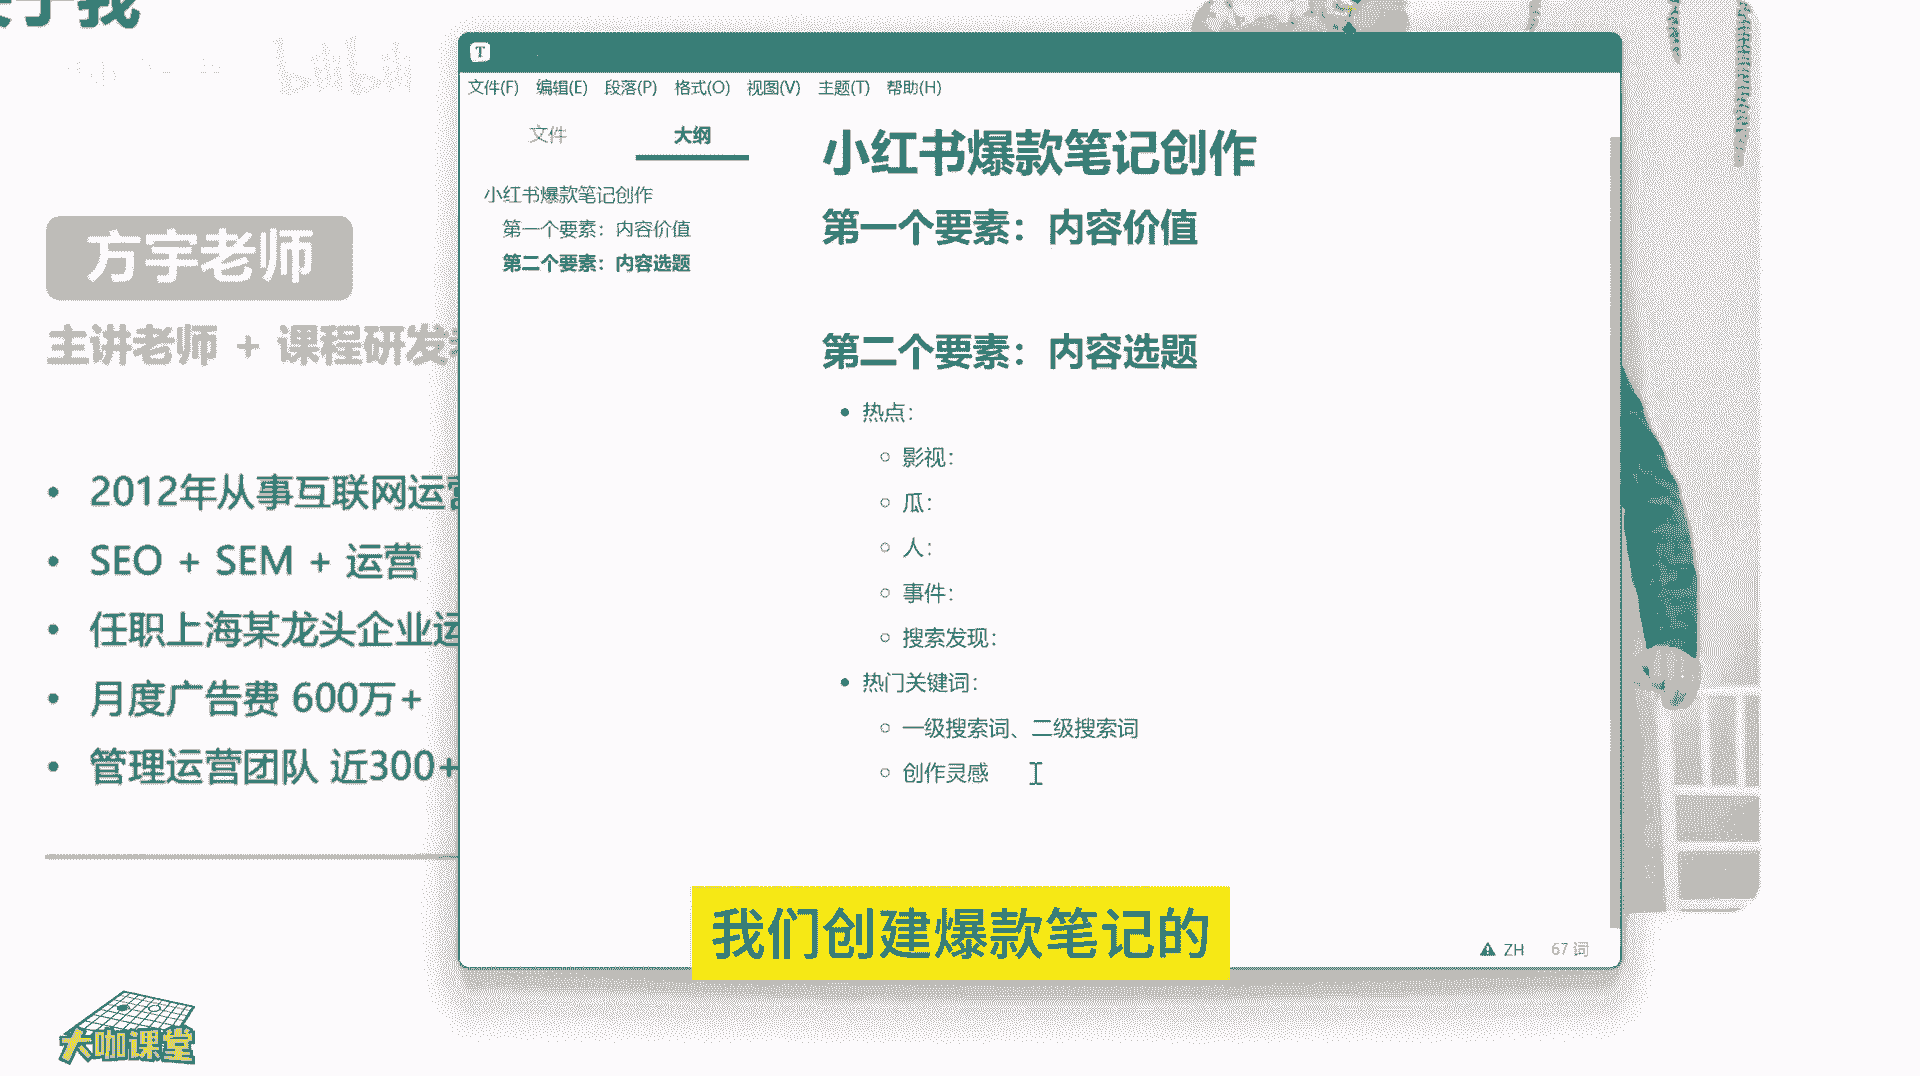 T
文件(F) 编辑(E) 段落(P) 格式(O) 视图(V) 主题(T) 帮助(H)
文件 大纲
小红书爆款笔记创作
第一个要素：内容价值
第二个要素：内容选题
小红书爆款笔记创作
第一个要素：内容价值
第二个要素：内容选题
热点：
影视：
瓜：
人：
事件：
搜索发现：
热门关键词：
一级搜索词、二级搜索词
创作灵感
ZH 67 词
方宇老师
主讲老师 + 课程研发
2012年从事互联网运营
SEO + SEM + 运营
任职上海某龙头企业运
月度广告费 600万+
管理运营团队 近300+
我们创建爆款笔记的
大咖课堂
bilibili